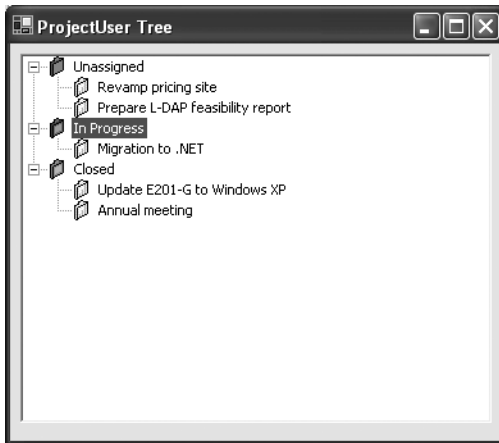 ProjectUser Tree
Unassigned
Revamp pricing site
Prepare L-DAP feasibility report
In Progress
Migration to .NET
Closed
Update E201-G to Windows XP
Annual meeting